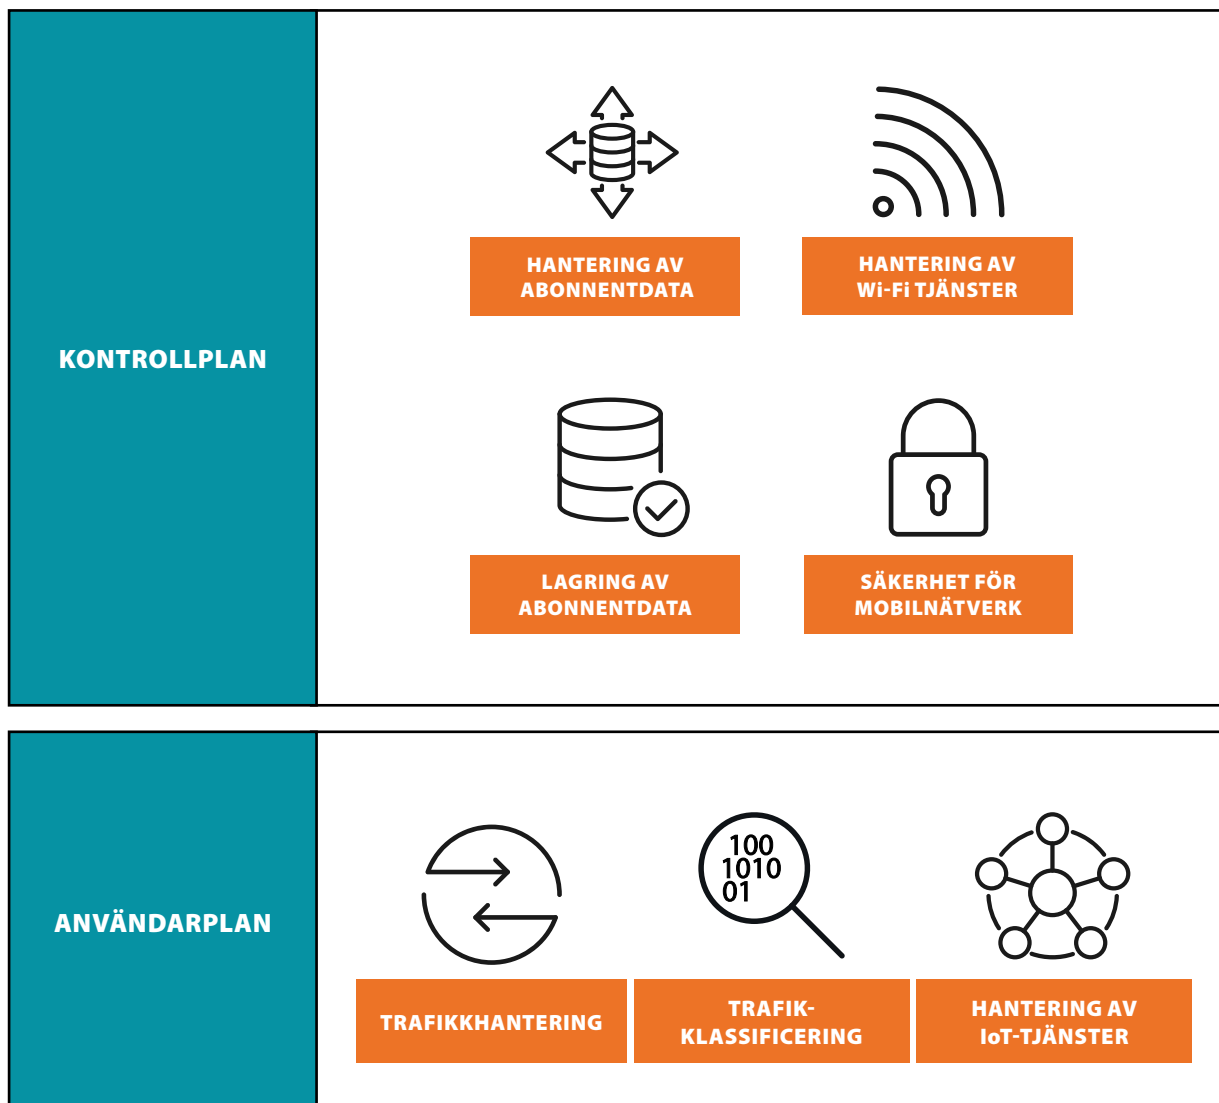 KONTROLLPLAN
HANTERING AV
ABONNENTDATA
HANTERING AV
Wi-Fi TJÄNSTER
LAGRING AV
ABONNENTDATA
SÄKERHET FÖR
MOBILNÄTVERK
ANVÄNDARPLAN
100
1010
01
TRAFIKKHANTERING
TRAFIK-
KLASSIFICERING
HANTERING AV
IoT-TJÄNSTER